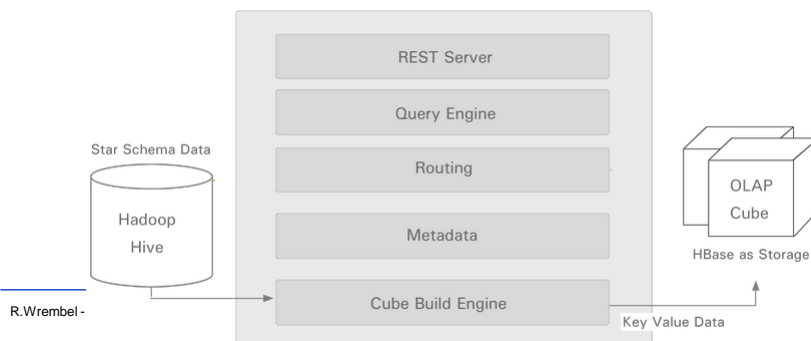 REST Server
Query Engine
Routing
Metadata
Cube Build Engine
Star Schema Data
Hadoop
Hive
OLAP
Cube
HBase as Storage
Key Value Data
R.Wrembel -